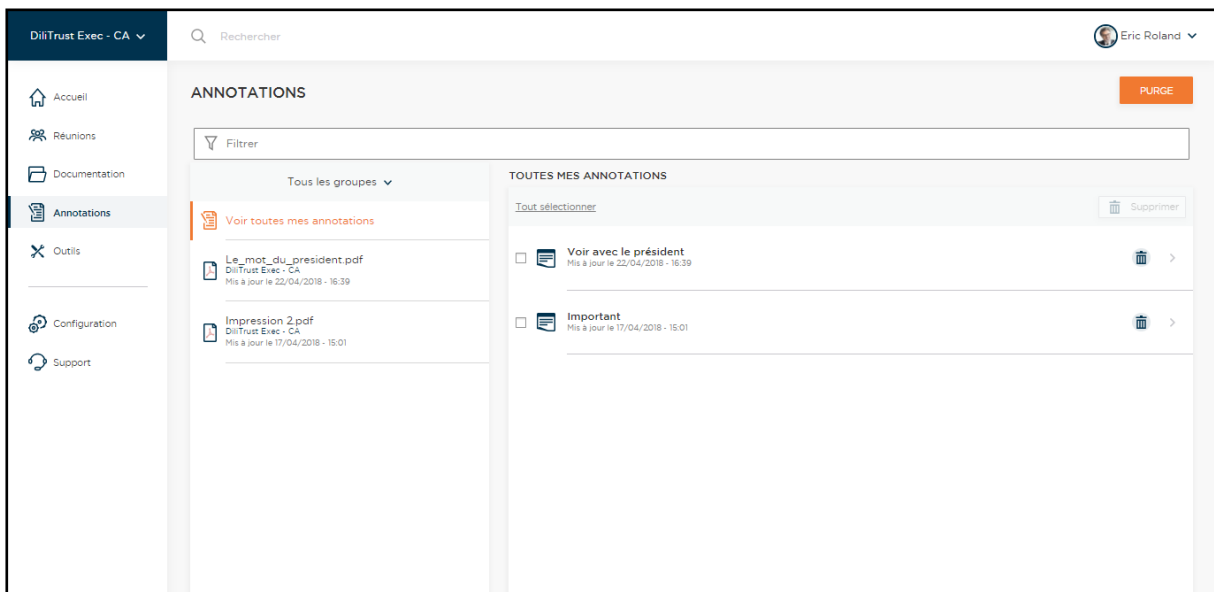 DiliTrust Exec - CA
Rechercher
Eric Roland
Accueil
Réunions
Documentation
Annotations
Outils
Configuration
Support
ANNOTATIONS
PURGE
Filtrer
Tous les groupes
Voir toutes mes annotations
Le_mot_du_president.pdf
DiliTrust Exec - CA
Mis à jour le 22/04/2018 - 16:39
Impression 2.pdf
DiliTrust Exec - CA
Mis à jour le 17/04/2018 - 15:01
TOUTES MES ANNOTATIONS
Tout sélectionner
Supprimer
Voir avec le président
Mis à jour le 22/04/2018 - 16:39
Important
Mis à jour le 17/04/2018 - 15:01